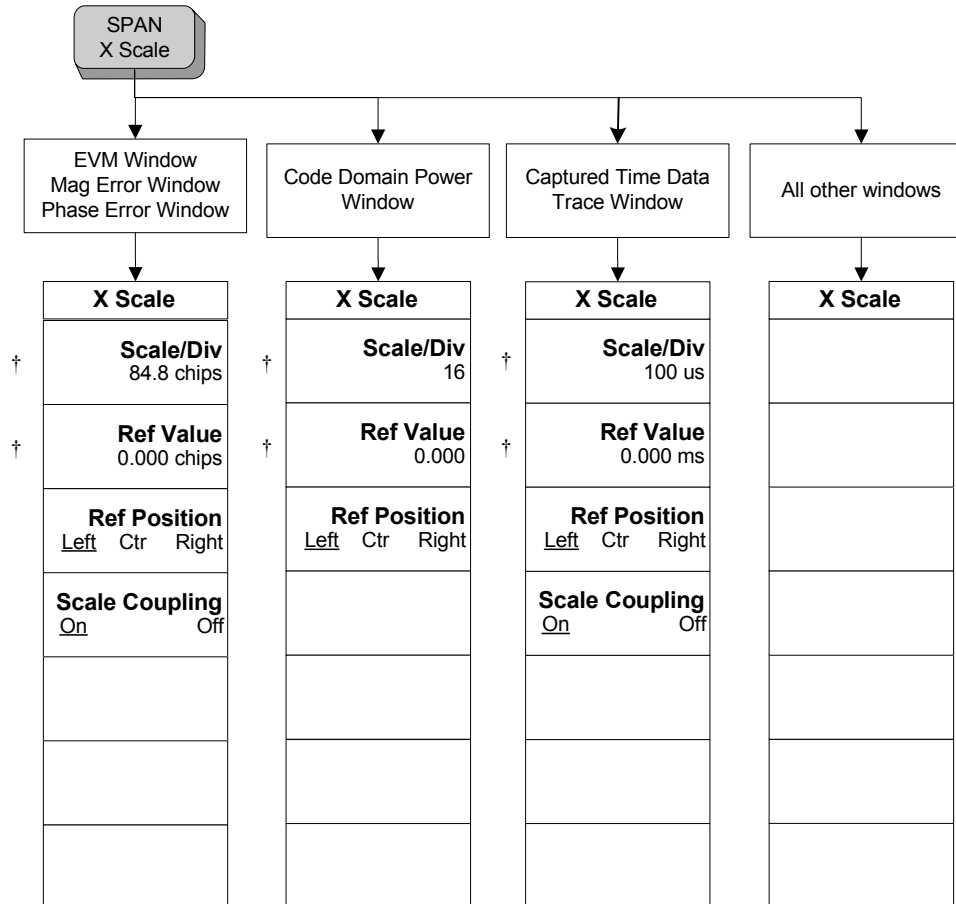 SPAN
X Scale
EVM Window
Mag Error Window
Phase Error Window
X Scale
† Scale/Div
84.8 chips
† Ref Value
0.000 chips
Ref Position
Left Ctr Right
Scale Coupling
On Off
Code Domain Power
Window
X Scale
† Scale/Div
16
† Ref Value
0.000
Ref Position
Left Ctr Right
Captured Time Data
Trace Window
X Scale
† Scale/Div
100 us
† Ref Value
0.000 ms
Ref Position
Left Ctr Right
Scale Coupling
On Off
All other windows
X Scale